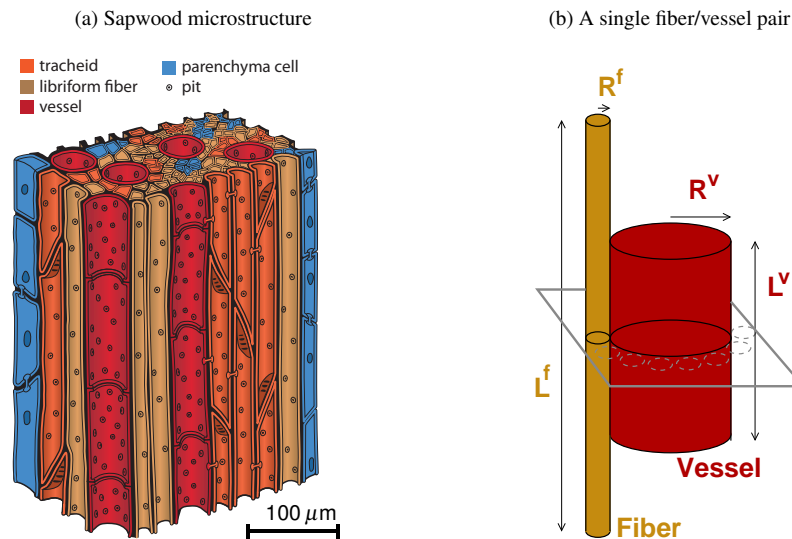 (a) Sapwood microstructure
tracheid
libriform fiber
vessel
parenchyma cell
pit
100 μm
(b) A single fiber/vessel pair
R^f
R^v
L^v
L^f
Vessel
Fiber